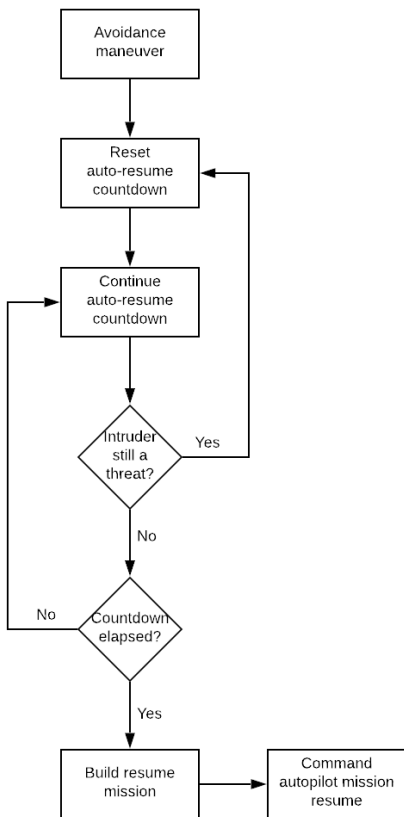 Avoidance
maneuver
Reset
auto-resume
countdown
Continue
auto-resume
countdown
Intruder
still a
threat?
Yes
No
No
Countdown
elapsed?
Yes
Build resume
mission
Command
autopilot mission
resume